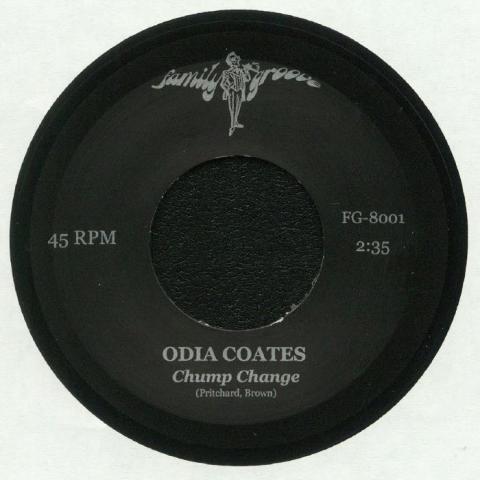 family groove
45 RPM
FG-8001
2:35
ODIA COATES
Chump Change
(Pritchard, Brown)